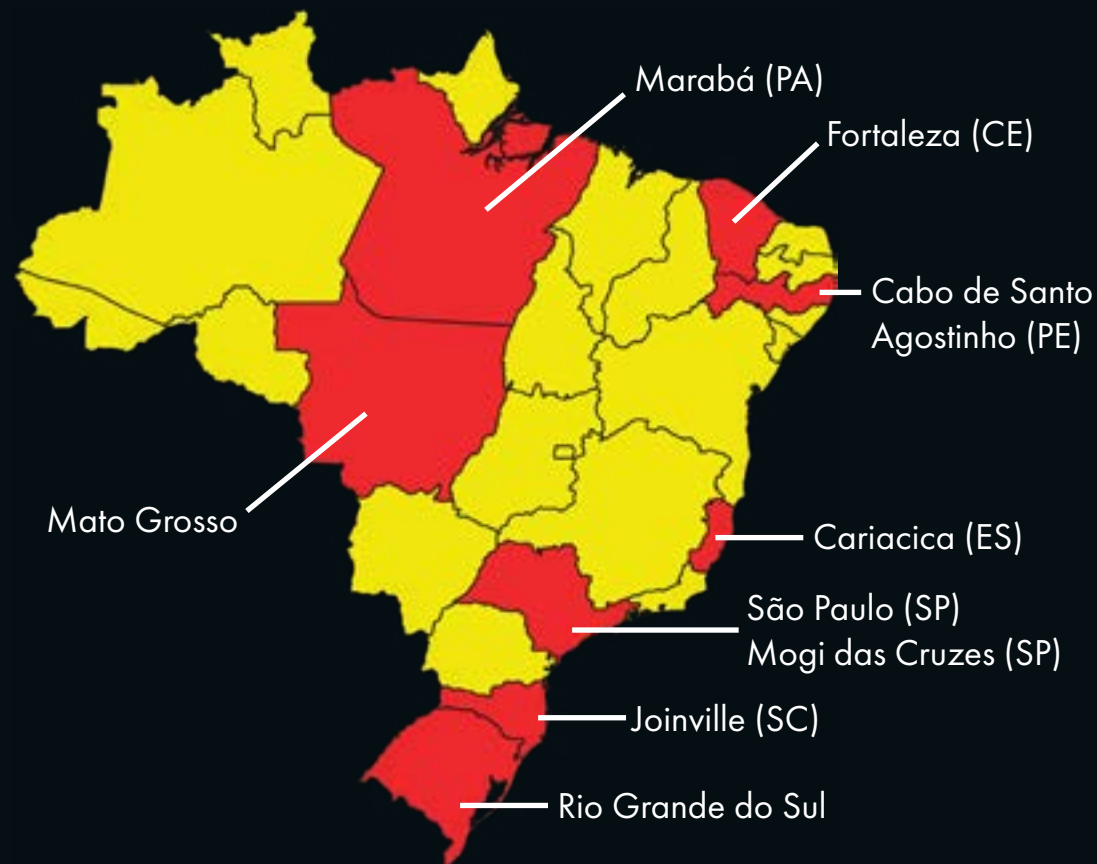 Marabá (PA)
Fortaleza (CE)
Cabo de Santo
Agostinho (PE)
Mato Grosso
Cariacica (ES)
São Paulo (SP)
Mogi das Cruzes (SP)
Joinville (SC)
Rio Grande do Sul